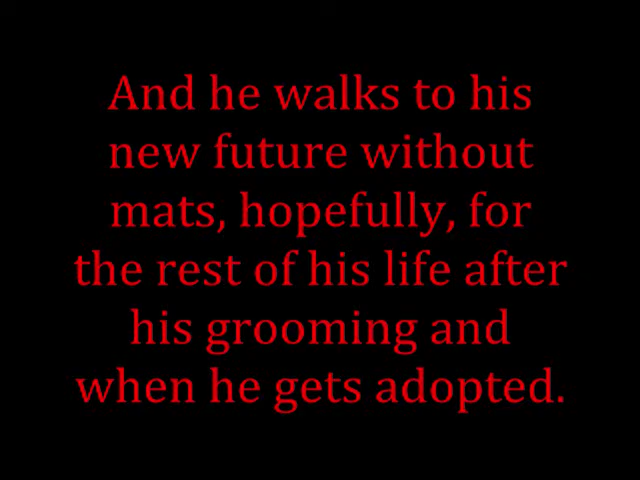 And he walks to his
new future without
mats, hopefully, for
the rest of his life after
his grooming and
when he gets adopted.